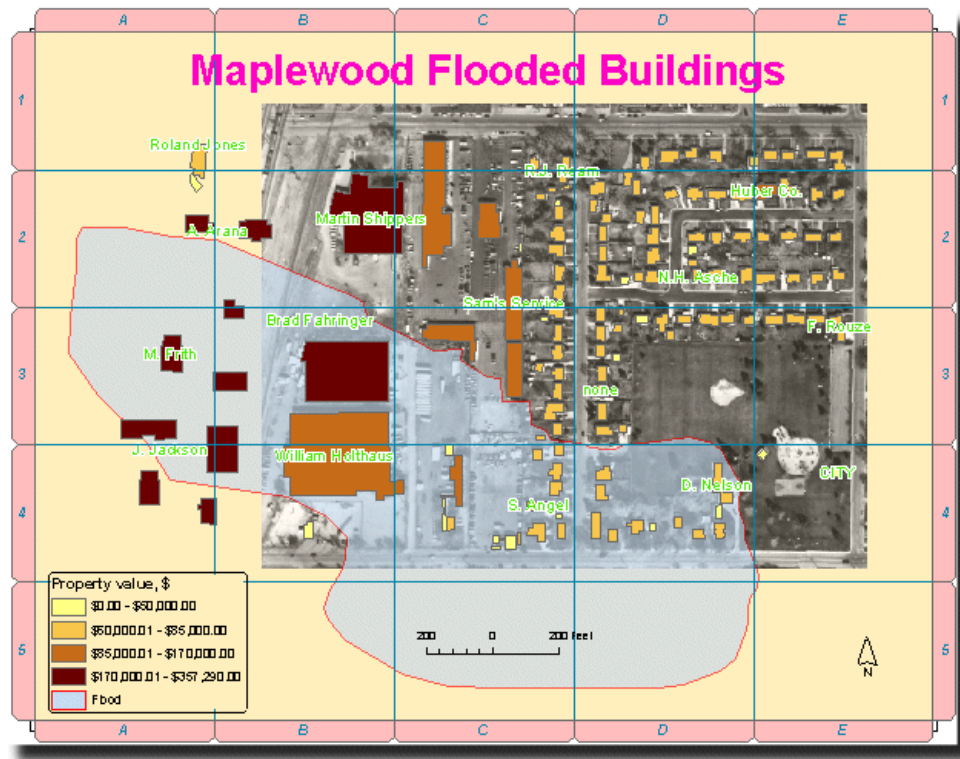 A B C D E
Maplewood Flooded Buildings
1 1
Roland Jones
R.J. Ream
Huber Co.
Martin Shippers
A. Arana
2 2
N.H. Asche
Sam's Service
Brad Fahringer
F. Rouze
M. Frith
3 3
none
J. Jackson
William Holthaus
CITY
D. Nelson
S. Angel
4 4
Property value, $
$0.00 - $50,000.00
$50,000.01 - $85,000.00
$85,000.01 - $170,000.00
$170,000.01 - $357,290.00
Flood
200 0 200 Feet
5 5
N
A B C D E